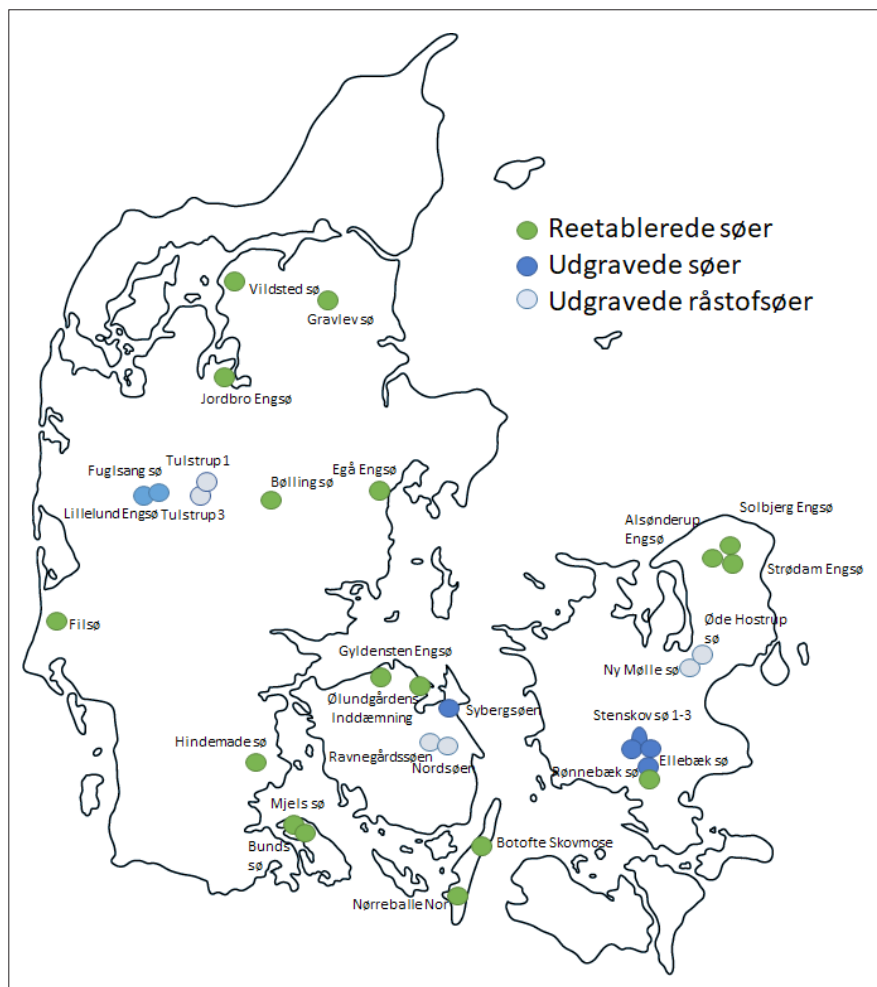 Reetablerede søer
Udgravede søer
Udgravede råstofsøer
Vildsted sø
Gravlev sø
Jordbro Engsø
Fuglsang sø
Tulstrup 1
Lillelund Engsø
Tulstrup 3
Bølling sø
Egå Engsø
Solbjerg Engsø
Alsønderup
Engsø
Strødam Engsø
Filsø
Øde Hostrup
sø
Ny Mølle sø
Gyldensten Engsø
Ølundgårdens
Inddæmning
Sybergsøen
Stenskov sø 1-3
Hindemade sø
Ravnegårdssøen
Nordsøen
Ellebæk sø
Rønnebæk sø
Mjels sø
Bunds
sø
Botofte Skovmose
Nørreballe Nor